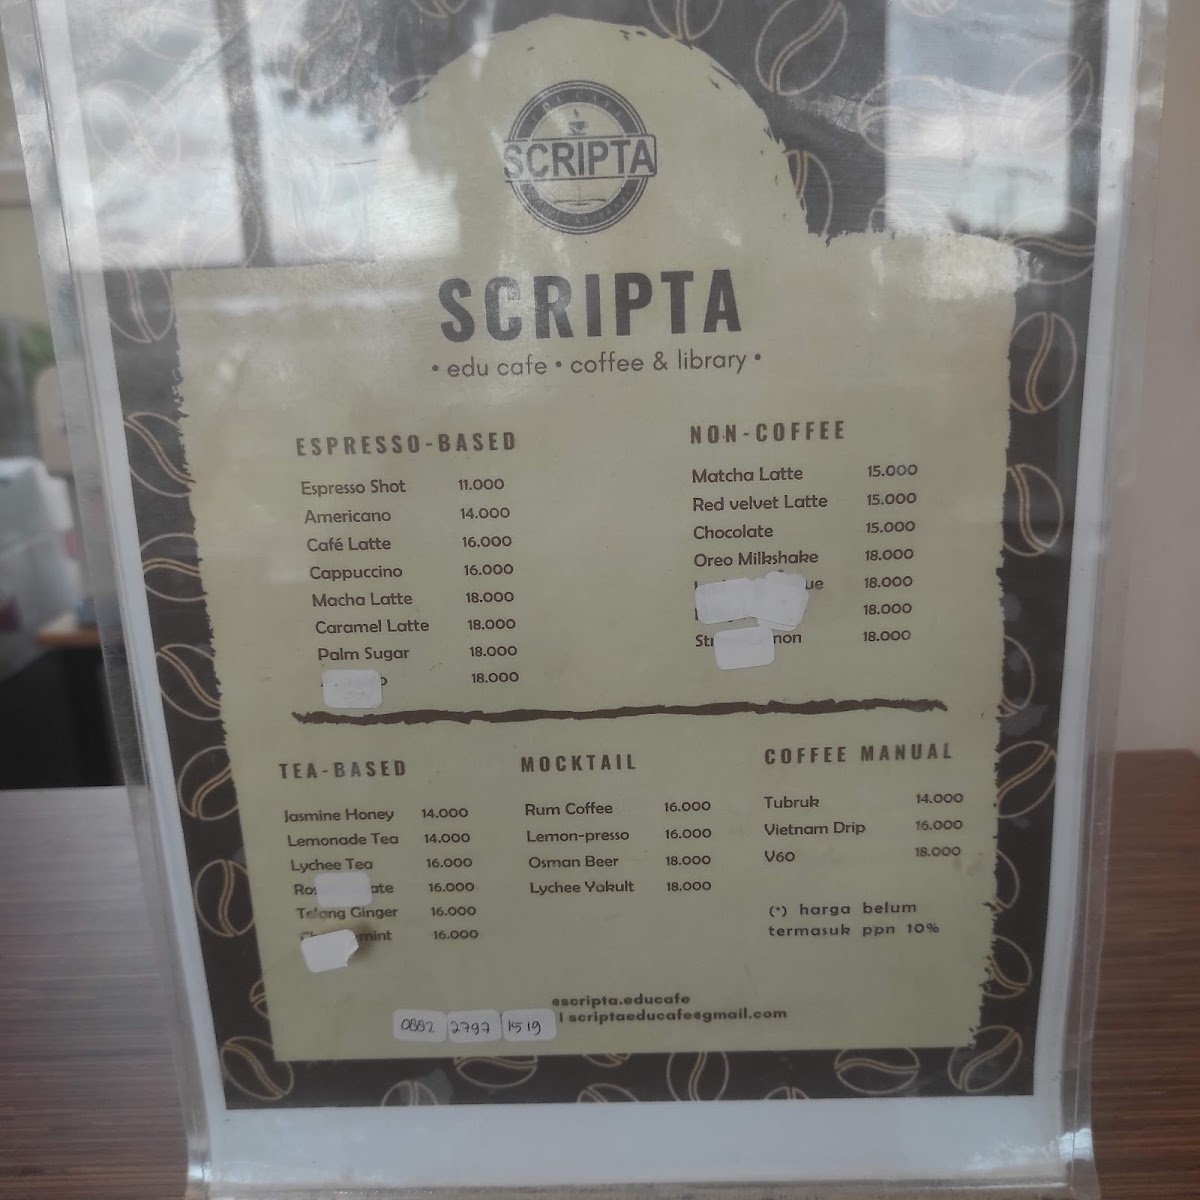 SCRIPTA
SCRIPTA
• edu cafe • coffee & library •
ESPRESSO-BASED
Espresso Shot 11.000
Americano 14.000
Café Latte 16.000
Cappuccino 16.000
Macha Latte 18.000
Caramel Latte 18.000
Palm Sugar 18.000
18.000
NON-COFFEE
Matcha Latte 15.000
Red velvet Latte 15.000
Chocolate 15.000
Oreo Milkshake 18.000
18.000
18.000
18.000
TEA-BASED
Jasmine Honey 14.000
Lemonade Tea 14.000
Lychee Tea 16.000
16.000
Telang Ginger 16.000
16.000
MOCKTAIL
Rum Coffee 16.000
Lemon-presso 16.000
Osman Beer 18.000
Lychee Yakult 18.000
COFFEE MANUAL
Tubruk 14.000
Vietnam Drip 16.000
V60 18.000
(*) harga belum
termasuk ppn 10%
@scripta.educafe
0882 2797 1519 | scriptaeducafe@gmail.com